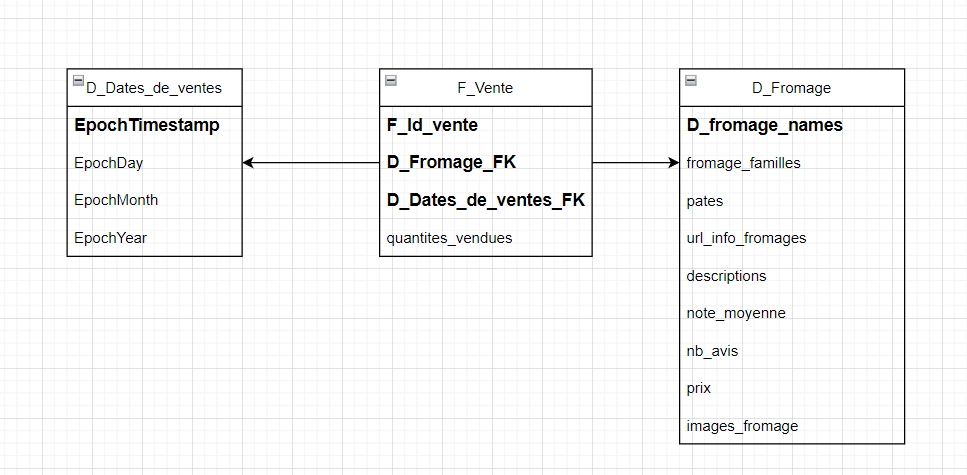 D_Dates_de_ventes
EpochTimestamp
EpochDay
EpochMonth
EpochYear
F_Vente
F_Id_vente
D_Fromage_FK
D_Dates_de_ventes_FK
quantites_vendues
D_Fromage
D_fromage_names
fromage_familles
pates
url_info_fromages
descriptions
note_moyenne
nb_avis
prix
images_fromage